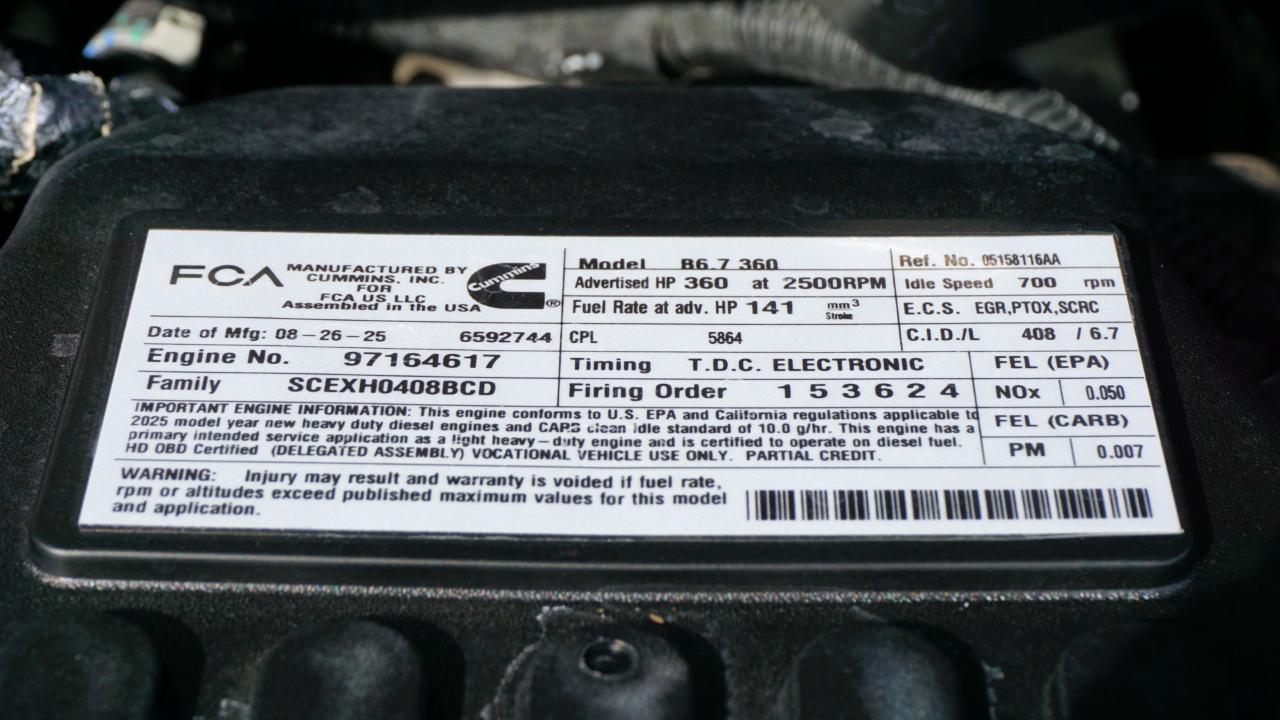 FCA
MANUFACTURED BY
CUMMINS, INC.
FOR
FCA US LLC
Assembled in the USA
Cummins ®
Date of Mfg: 08-26-25 6592744
Engine No. 97164617
Family SCEXH0408BCD
Model B6.7 360
Advertised HP 360 at 2500RPM
Fuel Rate at adv. HP 141 mm3 Stroke
CPL 5864
Timing T.D.C. ELECTRONIC
Firing Order 1 5 3 6 2 4
Ref. No. 05158116AA
Idle Speed 700 rpm
E.C.S. EGR,PTOX,SCRC
C.I.D./L 408 / 6.7
FEL (EPA)
NOx 0.050
FEL (CARB)
PM 0.007
IMPORTANT ENGINE INFORMATION: This engine conforms to U.S. EPA and California regulations applicable to
2025 model year new heavy duty diesel engines and CARB clean idle standard of 10.0 g/hr. This engine has a
primary intended service application as a light heavy-duty engine and is certified to operate on diesel fuel.
HD OBD Certified (DELEGATED ASSEMBLY) VOCATIONAL VEHICLE USE ONLY. PARTIAL CREDIT.
WARNING: Injury may result and warranty is voided if fuel rate,
rpm or altitudes exceed published maximum values for this model
and application.